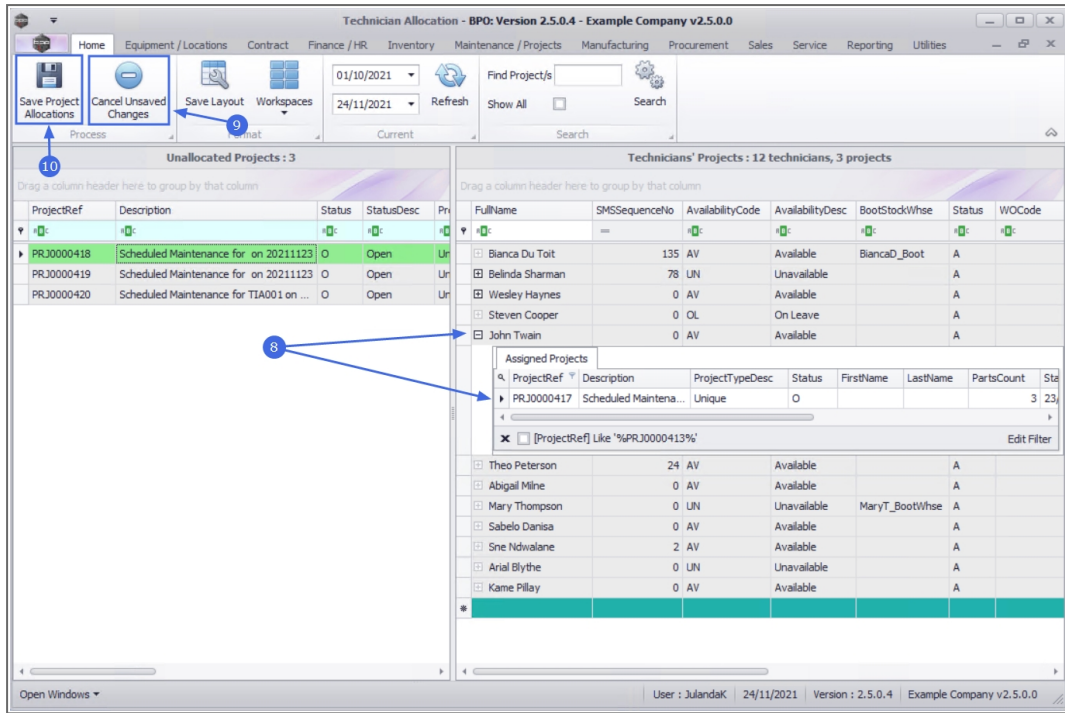 Technician Allocation - BPO: Version 2.5.0.4 - Example Company v2.5.0.0
Home Equipment / Locations Contract Finance / HR Inventory Maintenance / Projects Manufacturing Procurement Sales Service Reporting Utilities
Save Project Allocations
Cancel Unsaved Changes
Save Layout
Workspaces
01/10/2021
24/11/2021
Refresh
Find Project/s
Show All
Search
9
10
Process
Current
Search
Unallocated Projects : 3
Drag a column header here to group by that column
ProjectRef Description Status StatusDesc
PRJ0000418 Scheduled Maintenance for on 20211123 O Open Un
PRJ0000419 Scheduled Maintenance for on 20211123 O Open Un
PRJ0000420 Scheduled Maintenance for TIA001 on ... O Open Un
8
Technicians' Projects : 12 technicians, 3 projects
Drag a column header here to group by that column
FullName SMSSequenceNo AvailabilityCode AvailabilityDesc BootStockWhse Status WOCode
Bianca Du Toit 135 AV Available BiancaD_Boot A
Belinda Sharman 78 UN Unavailable A
Wesley Haynes 0 AV Available A
Steven Cooper 0 OL On Leave A
John Twain 0 AV Available A
Assigned Projects
ProjectRef Description ProjectTypeDesc Status FirstName LastName PartsCount Sta
PRJ0000417 Scheduled Maintena... Unique O 3 23/
[ProjectRef] Like '%PRJ0000413%' Edit Filter
Theo Peterson 24 AV Available A
Abigail Milne 0 AV Available A
Mary Thompson 0 UN Unavailable MaryT_BootWhse A
Sabelo Danisa 0 AV Available A
Sne Ndwalane 2 AV Available A
Arial Blythe 0 UN Unavailable A
Kame Pillay 0 AV Available A
Open Windows User : JulandaK 24/11/2021 Version : 2.5.0.4 Example Company v2.5.0.0